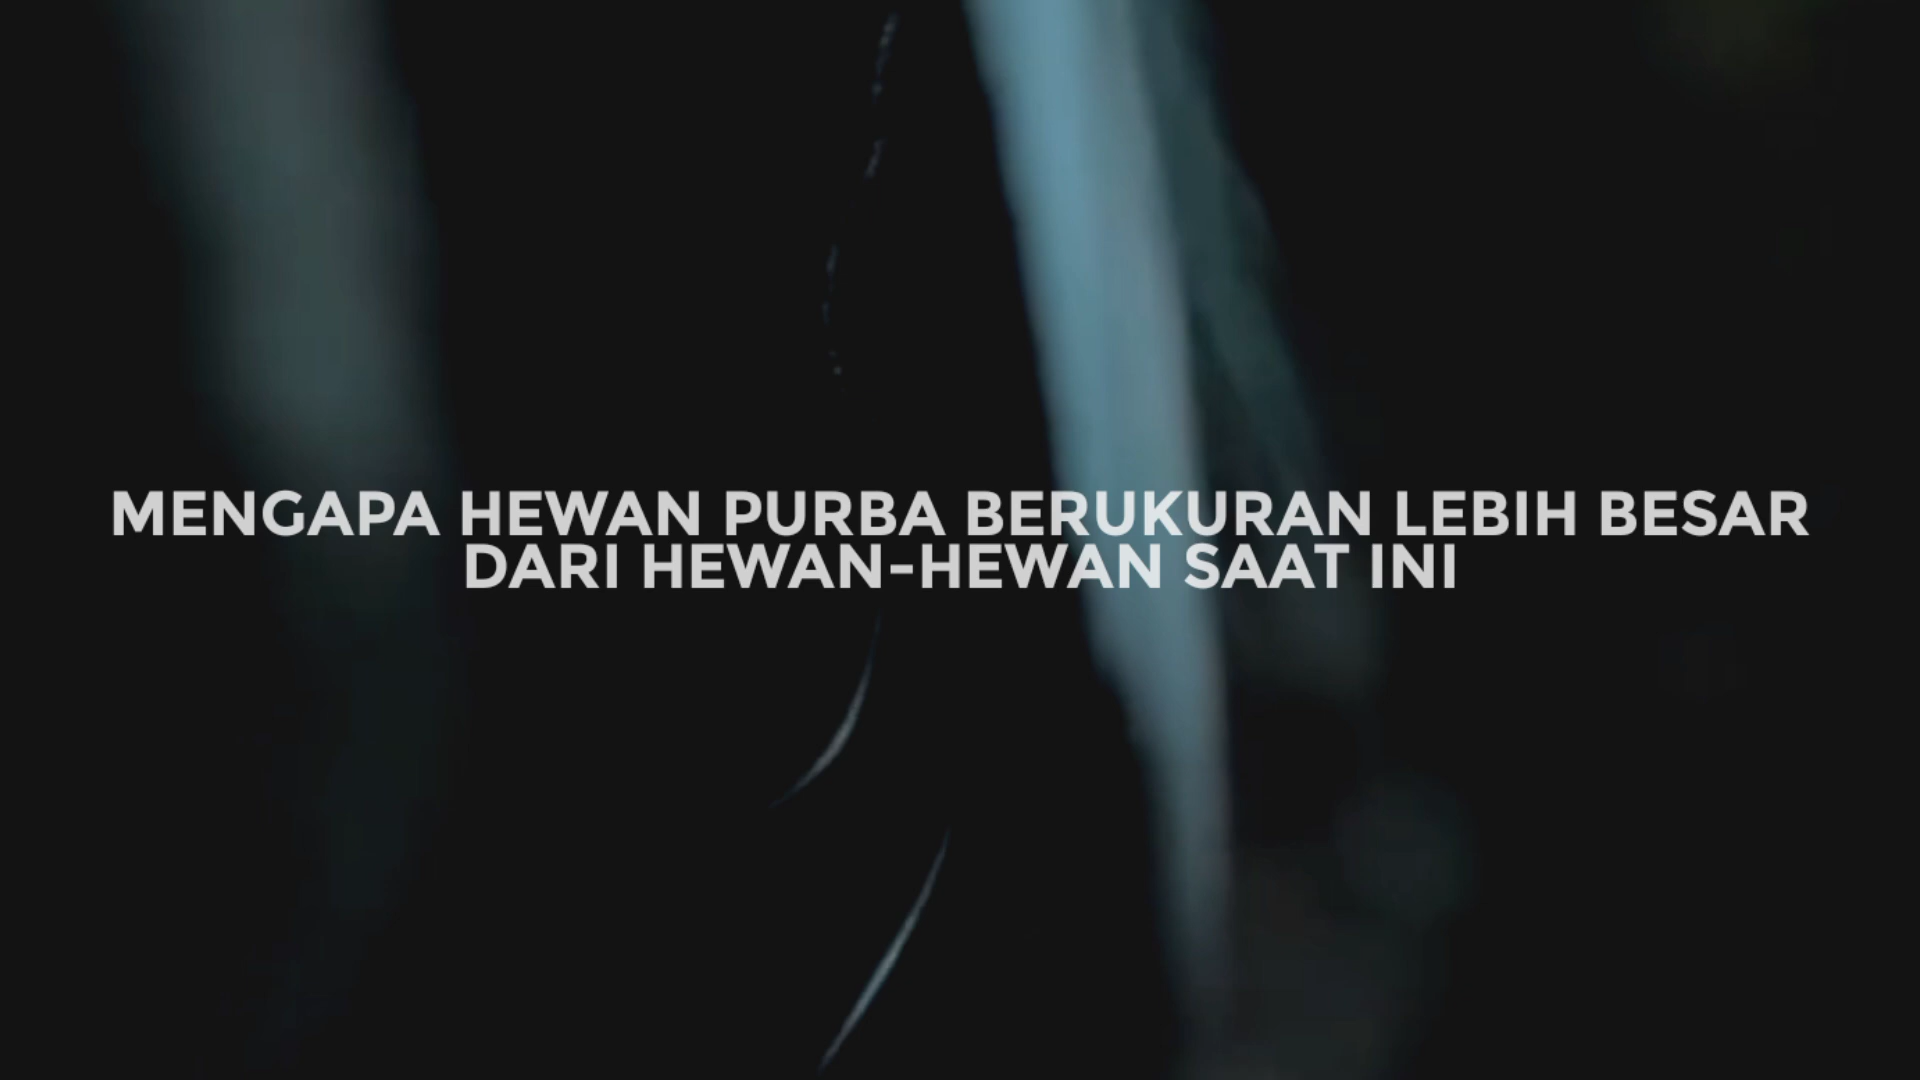 MENGAPA HEWAN PURBA BERUKURAN LEBIH BESAR
DARI HEWAN-HEWAN SAAT INI